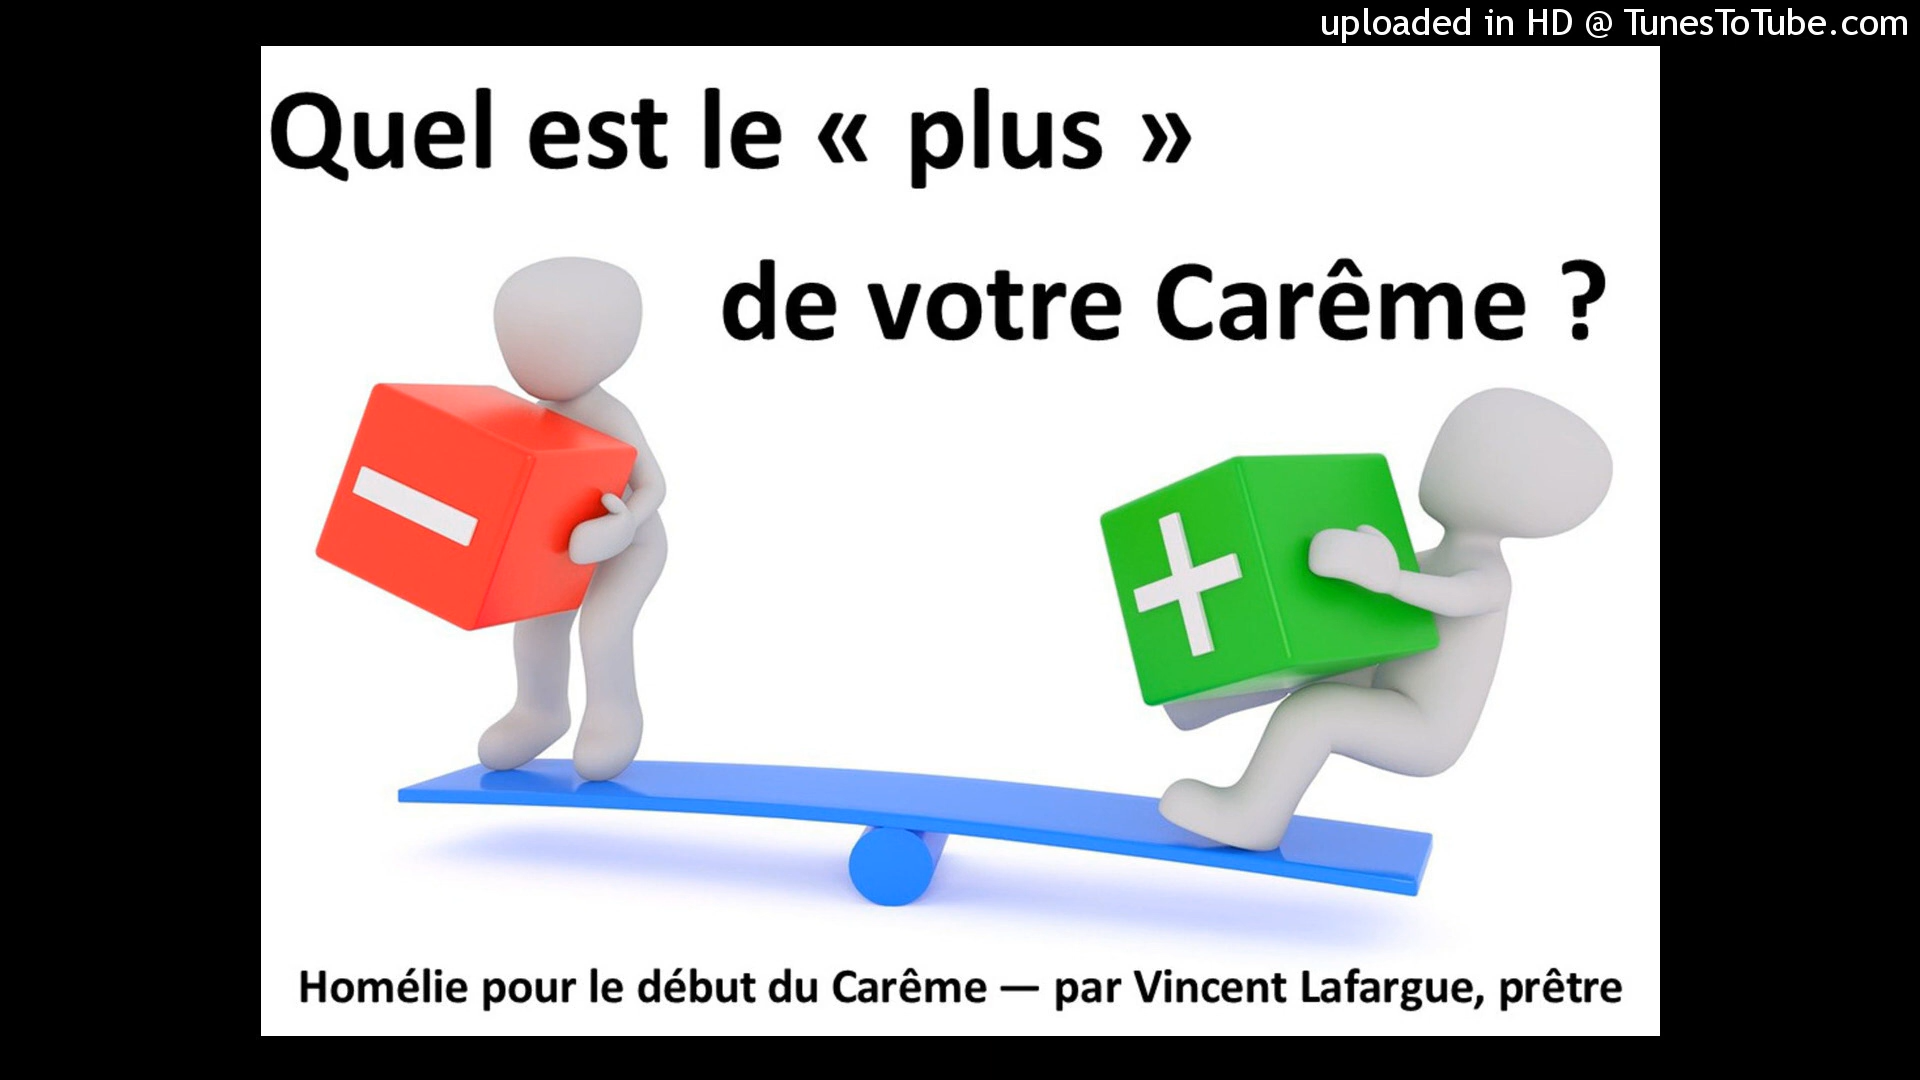 uploaded in HD @ TunesToTube.com
Quel est le « plus »
de votre Carême ?
Homélie pour le début du Carême — par Vincent Lafargue, prêtre